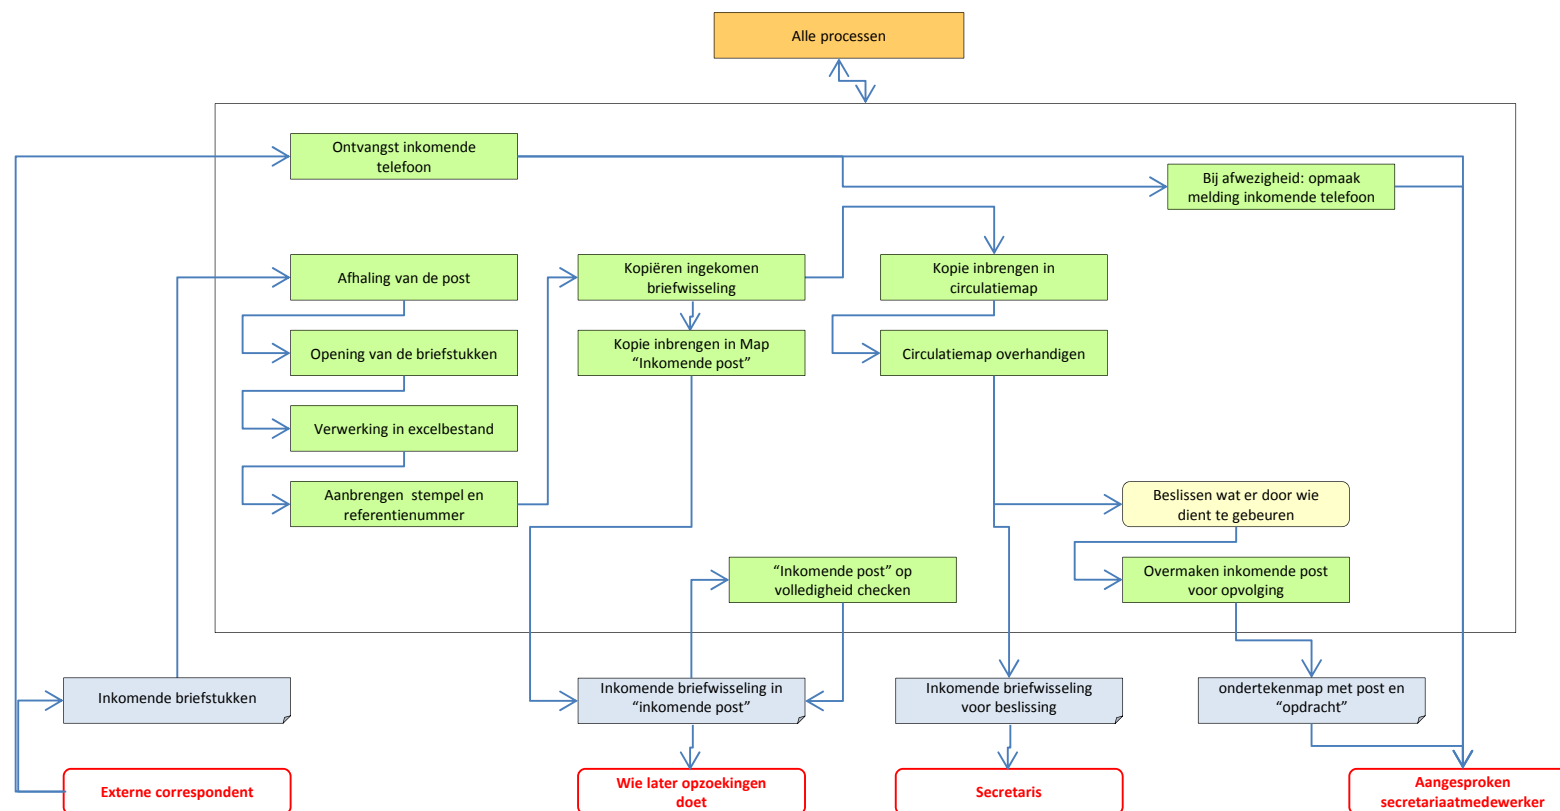 Alle processen
Ontvangst inkomende
telefoon
Bij afwezigheid: opmaak
melding inkomende telefoon
Afhaling van de post
Kopiëren ingekomen
briefwisseling
Kopie inbrengen in
circulatiemap
Opening van de briefstukken
Kopie inbrengen in Map
“Inkomende post”
Circulatiemap overhandigen
Verwerking in excelbestand
Aanbrengen stempel en
referentienummer
Beslissen wat er door wie
dient te gebeuren
“Inkomende post” op
volledigheid checken
Overmaken inkomende post
voor opvolging
Inkomende briefstukken
Inkomende briefwisseling in
“inkomende post”
Inkomende briefwisseling
voor beslissing
ondertekenmap met post en
“opdracht”
Externe correspondent
Wie later opzoekingen
doet
Secretaris
Aangesproken
secretariaatmedewerker